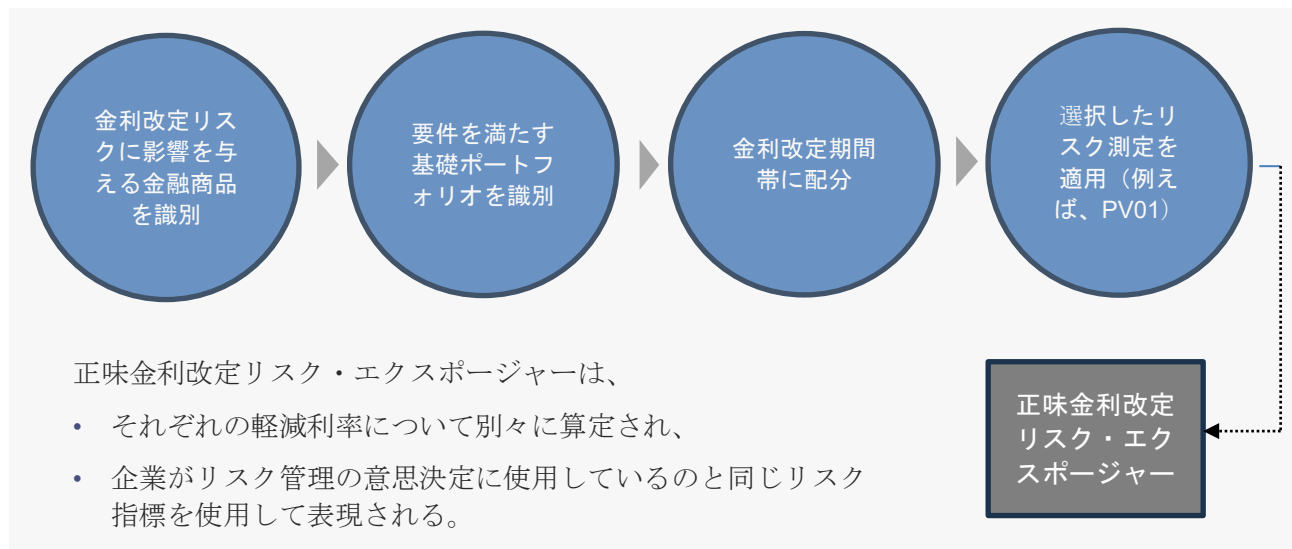 金利改定リス
クに影響を与
える金融商品
を識別
要件を満たす
基礎ポートフ
ォリオを識別
金利改定期間
帯に配分
選択したリ
スク測定を
適用（例え
ば、PV01）
正味金利改定リスク・エクスポージャーは、
• それぞれの軽減利率について別々に算定され、
• 企業がリスク管理の意思決定に使用しているのと同じリスク
指標を使用して表現される。
正味金利改定
リスク・エク
スポージャー